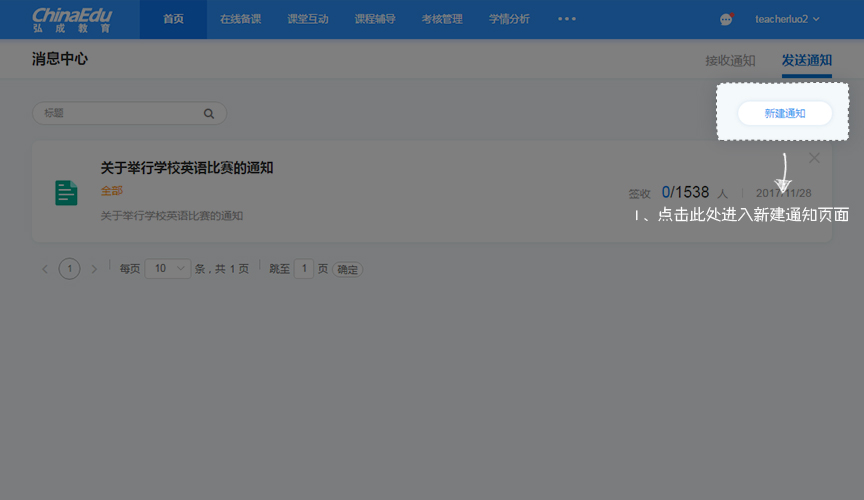 ChinaEdu
弘成教育
首页 在线备课 课堂互动 课程辅导 考核管理 学情分析 teacherluo2
消息中心 接收通知 发送通知
标题 新建通知
关于举行学校英语比赛的通知
全部
签收 0/1538 人 2017/11/28
关于举行学校英语比赛的通知
1、点击此处进入新建通知页面
1 每页 10 条，共 1 页 跳至 1 页 确定